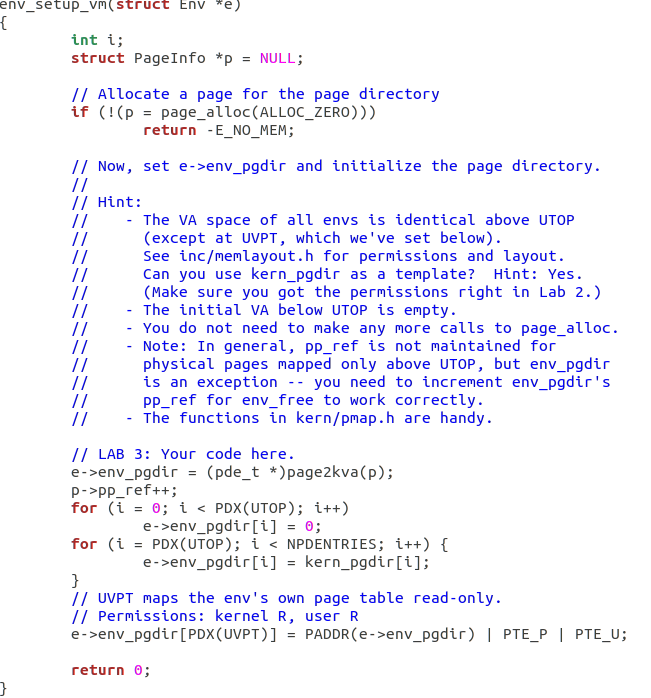 env_setup_vm(struct Env *e)
{
        int i;
        struct PageInfo *p = NULL;

        // Allocate a page for the page directory
        if (!(p = page_alloc(ALLOC_ZERO)))
                return -E_NO_MEM;

        // Now, set e->env_pgdir and initialize the page directory.
        //
        // Hint:
        //    - The VA space of all envs is identical above UTOP
        //      (except at UVPT, which we've set below).
        //      See inc/memlayout.h for permissions and layout.
        //      Can you use kern_pgdir as a template?  Hint: Yes.
        //      (Make sure you got the permissions right in Lab 2.)
        //    - The initial VA below UTOP is empty.
        //    - You do not need to make any more calls to page_alloc.
        //    - Note: In general, pp_ref is not maintained for
        //      physical pages mapped only above UTOP, but env_pgdir
        //      is an exception -- you need to increment env_pgdir's
        //      pp_ref for env_free to work correctly.
        //    - The functions in kern/pmap.h are handy.

        // LAB 3: Your code here.
        e->env_pgdir = (pde_t *)page2kva(p);
        p->pp_ref++;
        for (i = 0; i < PDX(UTOP); i++)
                e->env_pgdir[i] = 0;
        for (i = PDX(UTOP); i < NPDENTRIES; i++) {
                e->env_pgdir[i] = kern_pgdir[i];
        }
        // UVPT maps the env's own page table read-only.
        // Permissions: kernel R, user R
        e->env_pgdir[PDX(UVPT)] = PADDR(e->env_pgdir) | PTE_P | PTE_U;

        return 0;
}